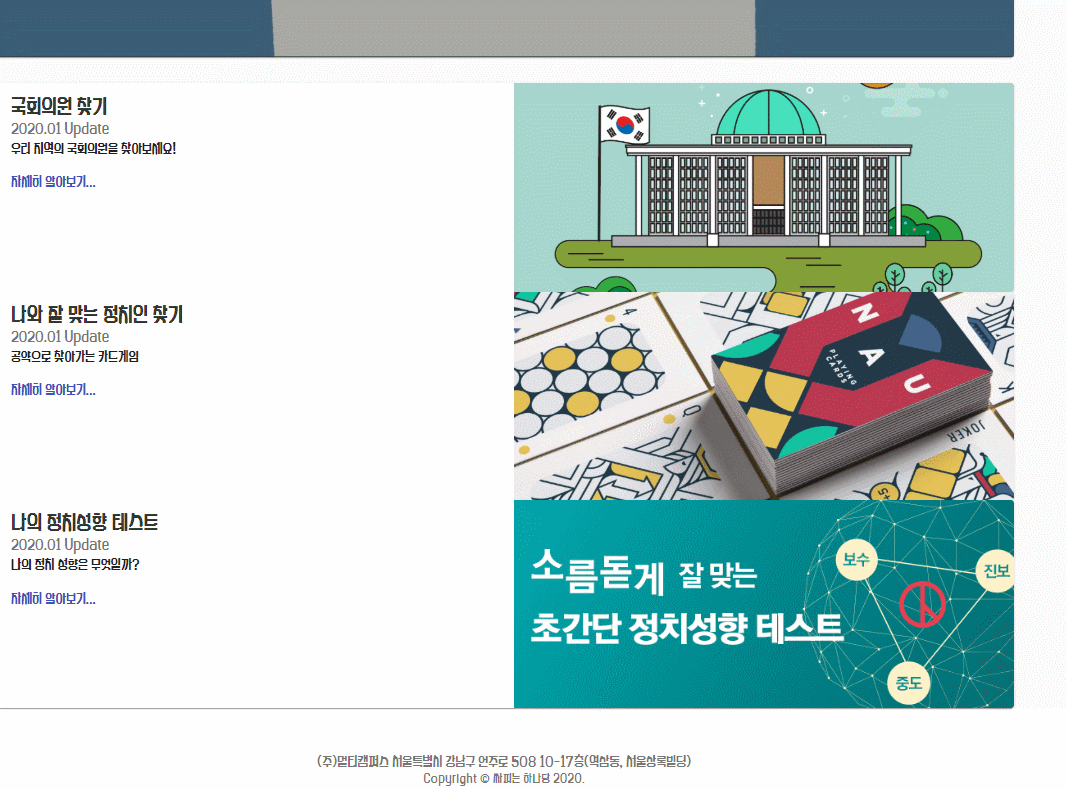 국회의원 찾기
2020.01 Update
우리 지역의 국회의원을 찾아보세요!
자세히 알아보기...
나와 잘 맞는 정치인 찾기
2020.01 Update
공약으로 찾아가는 카드게임
자세히 알아보기...
4
N
A
U
PLAYING
CARDS
Q
JOKER
+5
K
나의 정치성향 테스트
2020.01 Update
나의 정치 성향은 무엇일까?
자세히 알아보기...
소름돋게 잘 맞는
초간단 정치성향 테스트
보수
진보
중도
(주)멀티캠퍼스 서울특별시 강남구 언주로 508 10-17층(역삼동, 서울상록빌딩)
Copyright © 싸피는 하나당 2020.